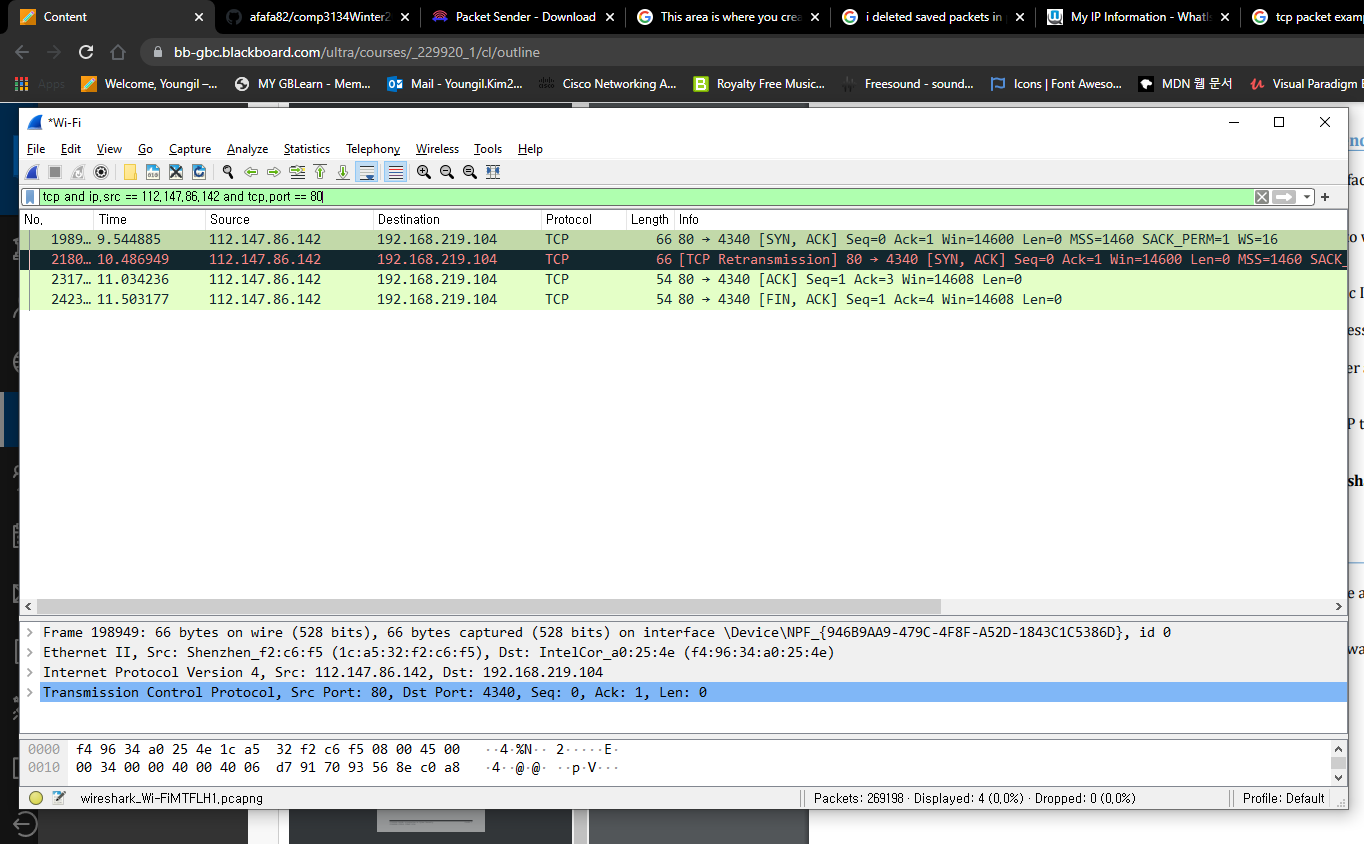 Content
afafa82/comp3134Winter2
Packet Sender - Download
This area is where you crea
i deleted saved packets in
My IP Information - WhatIs
tcp packet exam
bb-gbc.blackboard.com/ultra/courses/_229920_1/cl/outline
Apps
Welcome, Youngil –...
MY GBLearn - Mem...
Mail - Youngil.Kim2...
Cisco Networking A...
Royalty Free Music...
Freesound - sound...
Icons | Font Aweso...
MDN 웹 문서
Visual Paradigm E
*Wi-Fi
File Edit View Go Capture Analyze Statistics Telephony Wireless Tools Help
tcp and ip.src == 112.147.86.142 and tcp.port == 80
No. Time Source Destination Protocol Length Info
1989... 9.544885 112.147.86.142 192.168.219.104 TCP 66 80 → 4340 [SYN, ACK] Seq=0 Ack=1 Win=14600 Len=0 MSS=1460 SACK_PERM=1 WS=16
2180... 10.486949 112.147.86.142 192.168.219.104 TCP 66 [TCP Retransmission] 80 → 4340 [SYN, ACK] Seq=0 Ack=1 Win=14600 Len=0 MSS=1460 SACK_
2317... 11.034236 112.147.86.142 192.168.219.104 TCP 54 80 → 4340 [ACK] Seq=1 Ack=3 Win=14608 Len=0
2423... 11.503177 112.147.86.142 192.168.219.104 TCP 54 80 → 4340 [FIN, ACK] Seq=1 Ack=4 Win=14608 Len=0
Frame 198949: 66 bytes on wire (528 bits), 66 bytes captured (528 bits) on interface \Device\NPF_{946B9AA9-479C-4F8F-A52D-1843C1C5386D}, id 0
Ethernet II, Src: Shenzhen_f2:c6:f5 (1c:a5:32:f2:c6:f5), Dst: IntelCor_a0:25:4e (f4:96:34:a0:25:4e)
Internet Protocol Version 4, Src: 112.147.86.142, Dst: 192.168.219.104
Transmission Control Protocol, Src Port: 80, Dst Port: 4340, Seq: 0, Ack: 1, Len: 0
0000 f4 96 34 a0 25 4e 1c a5 32 f2 c6 f5 08 00 45 00 ··4·%N·· 2·····E·
0010 00 34 00 00 40 00 40 06 d7 91 70 93 56 8e c0 a8 ·4··@·@· ··p·V···
wireshark_Wi-FiMTFLH1.pcapng
Packets: 269198 · Displayed: 4 (0.0%) · Dropped: 0 (0.0%)
Profile: Default